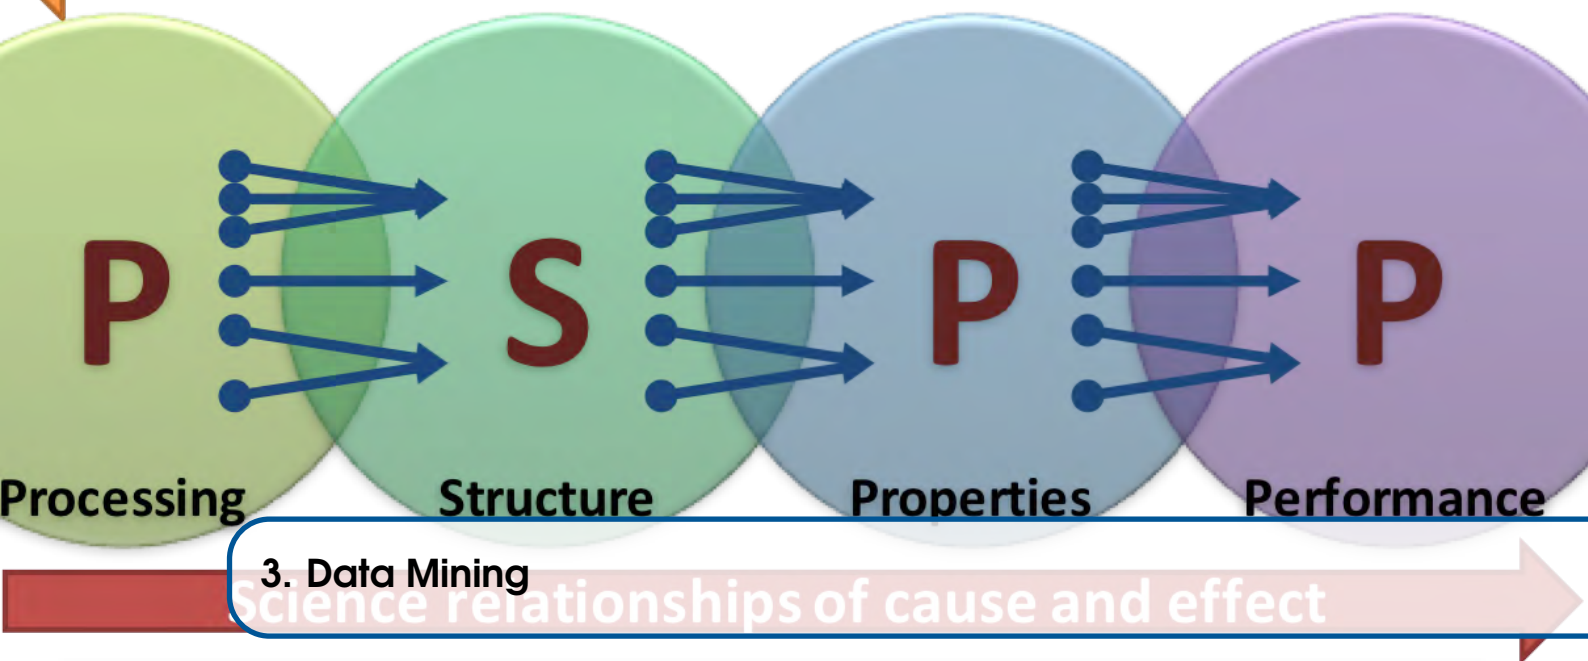 P S P P
Processing Structure Properties Performance
3. Data Mining
Science relationships of cause and effect